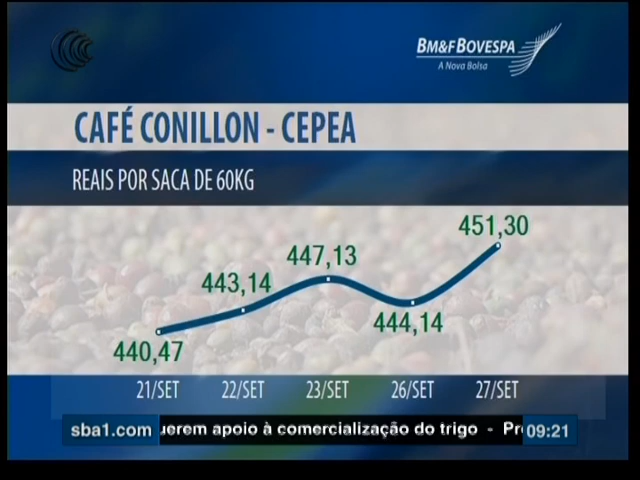 BM&FBOVESPA
A Nova Bolsa
CAFÉ CONILLON - CEPEA
REAIS POR SACA DE 60KG
451,30
447,13
443,14
444,14
440,47
21/SET 22/SET 23/SET 26/SET 27/SET
sba1.com uerem apoio à comercialização do trigo - Pr 09:21